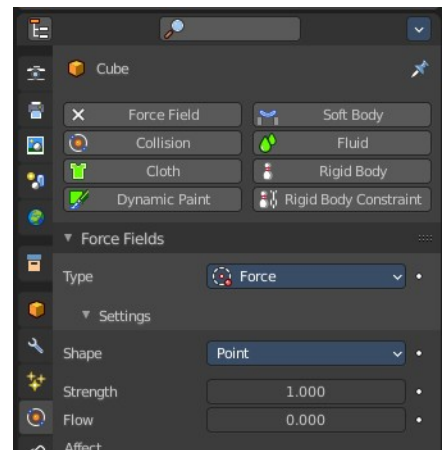 Cube
Force Field Soft Body
Collision Fluid
Cloth Rigid Body
Dynamic Paint Rigid Body Constraint
Force Fields
Type Force
Settings
Shape Point
Strength 1.000
Flow 0.000
Affect